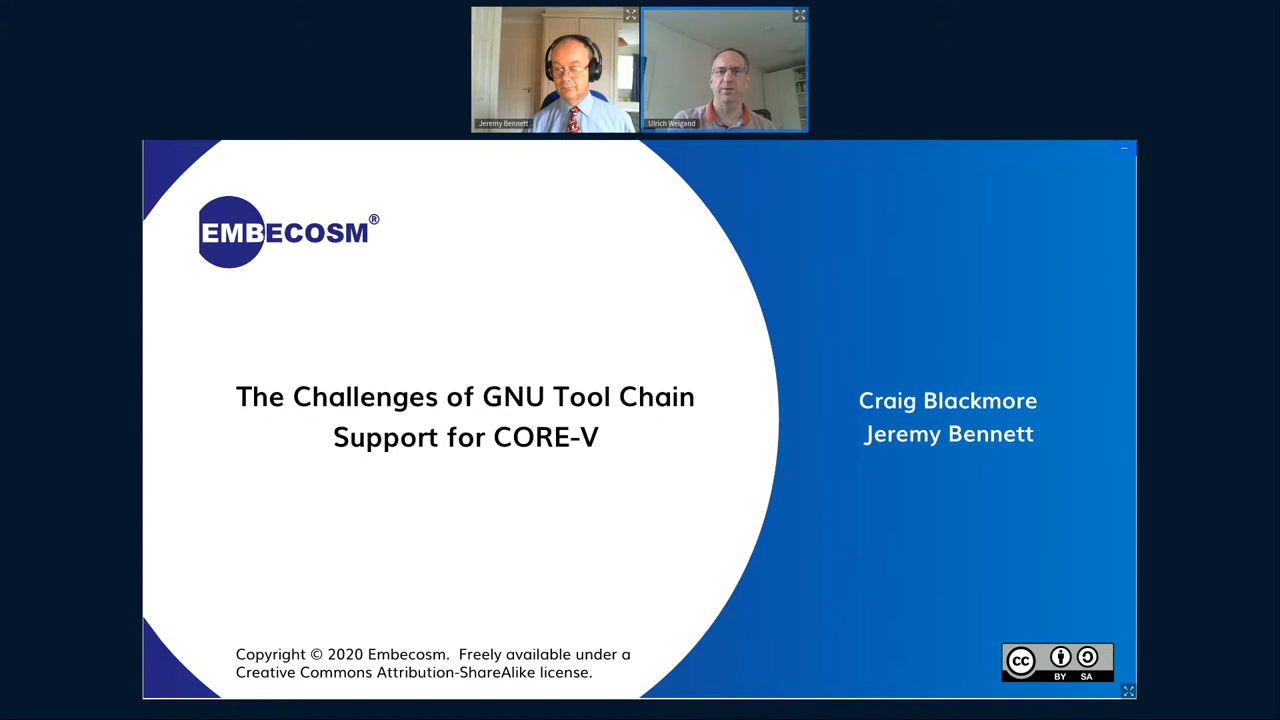 Jeremy Bennett
Ulrich Weigand
EMBECOSM®
The Challenges of GNU Tool Chain
Support for CORE-V
Craig Blackmore
Jeremy Bennett
Copyright © 2020 Embecosm. Freely available under a
Creative Commons Attribution-ShareAlike license.
cc
BY SA